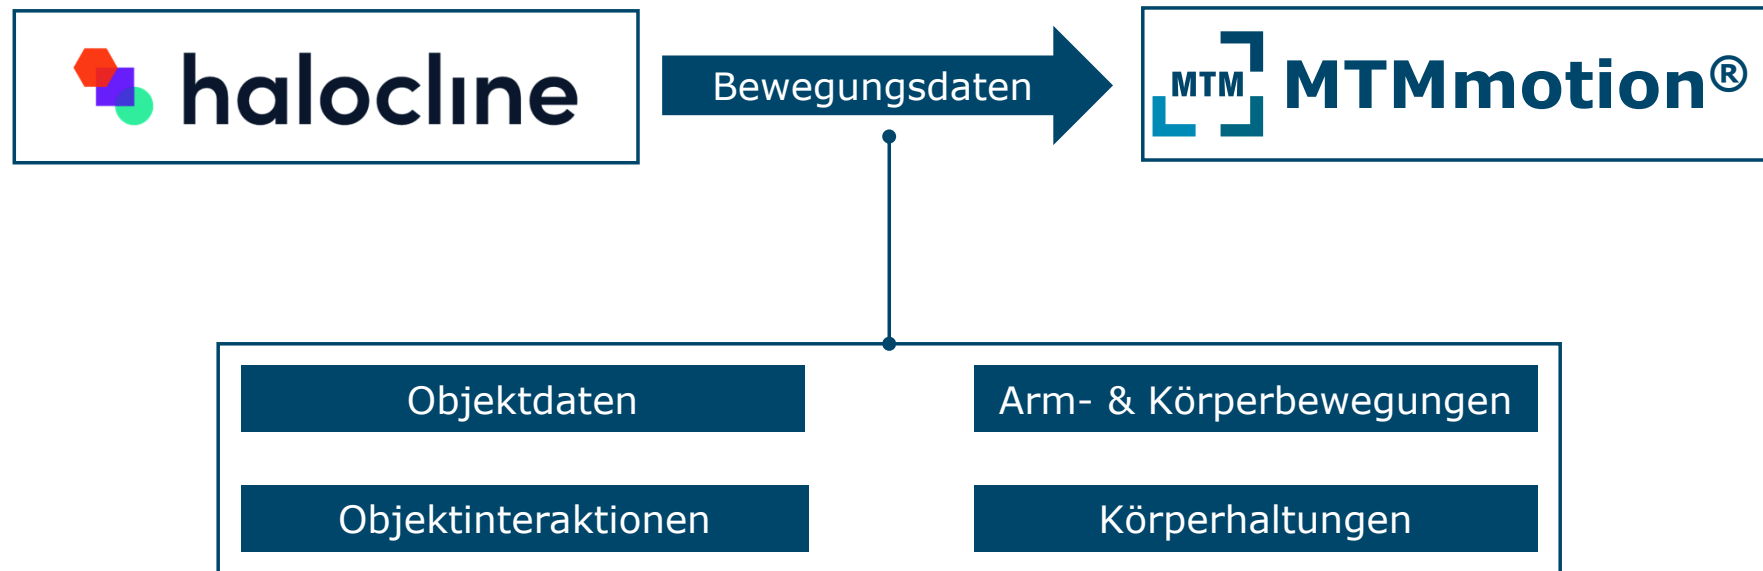 halocline
Bewegungsdaten
MTM
MTMmotion®
Objektdaten
Arm- & Körperbewegungen
Objektinteraktionen
Körperhaltungen